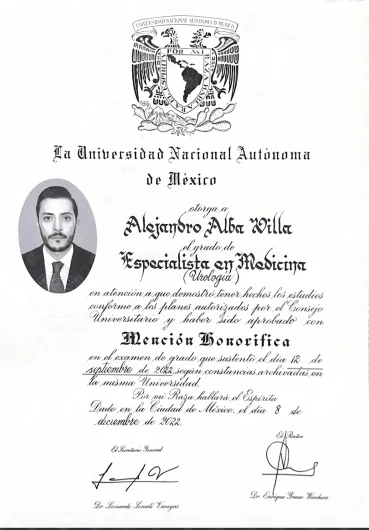 UNIVERSIDAD NACIONAL AUTONOMA DE MEXICO
POR MI RAZA HABLARA EL ESPIRITU
La Universidad Nacional Autónoma
de México
otorga a
Alejandro Alba Villa
el grado de
Especialista en Medicina
(Urología)
en atención a que demostró tener hechos los estudios
conforme a los planes autorizados por el Consejo
Universitario y haber sido aprobado con
Mención Honorífica
en el examen de grado que sustentó el día 12 de
septiembre de 2022 según constancias archivadas en
la misma Universidad.
Por mi Raza hablará el Espíritu
Dado en la Ciudad de México, el día 8 de
diciembre de 2022.
El Secretario General
El Rector
Dr. Leonardo Lomelí Vanegas
Dr. Enrique Graue Wiechers